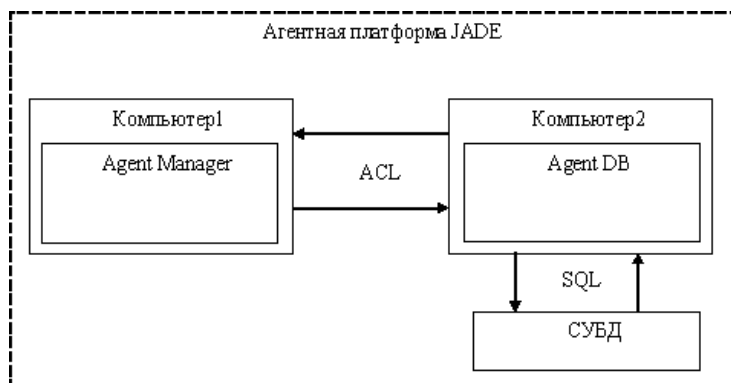 Агентная платформа JADE
Компьютер1
Компьютер2
Agent Manager
ACL
Agent DB
SQL
СУБД